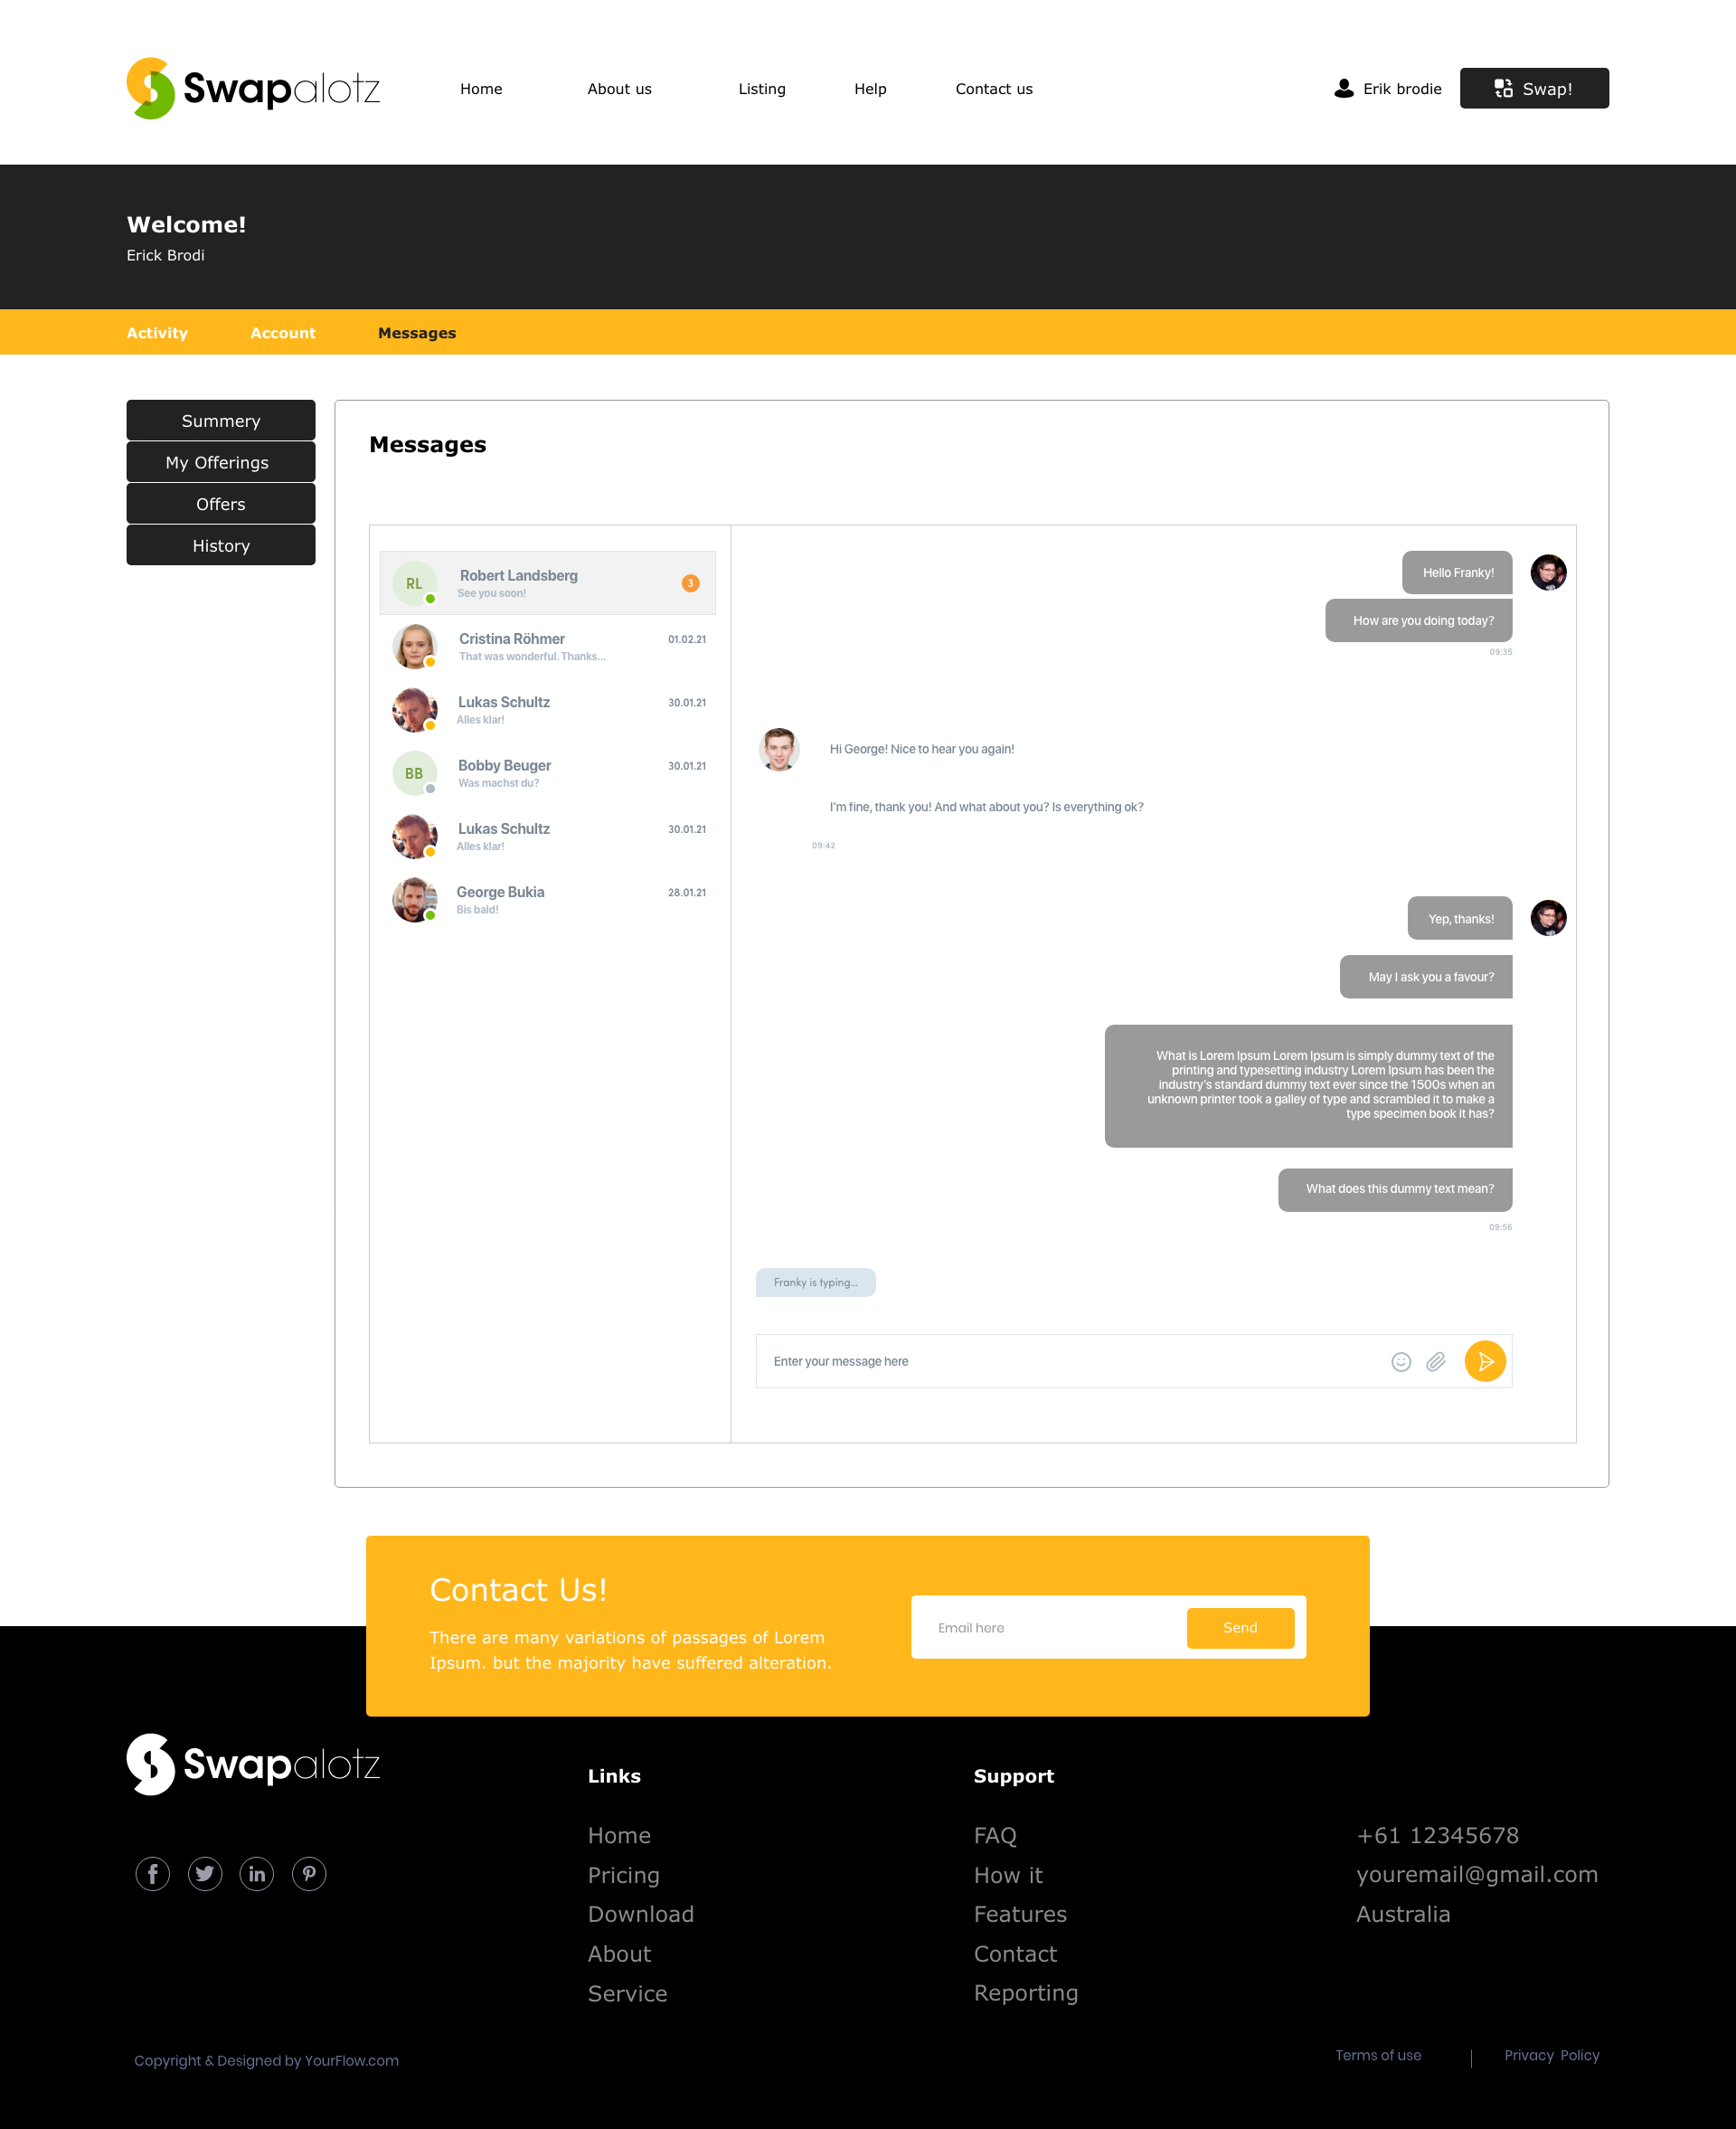 Swapalotz
Home
About us
Listing
Help
Contact us
Erik brodie
Swap!
Welcome!
Erick Brodi
Activity
Account
Messages
Summery
My Offerings
Offers
History
Messages
RL
Robert Landsberg
See you soon!
3
Cristina Röhmer
That was wonderful. Thanks...
01.02.21
Lukas Schultz
Alles klar!
30.01.21
BB
Bobby Beuger
Was machst du?
30.01.21
Lukas Schultz
Alles klar!
30.01.21
George Bukia
Bis bald!
28.01.21
Hello Franky!
How are you doing today?
09:35
Hi George! Nice to hear you again!
I’m fine, thank you! And what about you? Is everything ok?
09:42
Yep, thanks!
May I ask you a favour?
What is Lorem Ipsum Lorem Ipsum is simply dummy text of the
printing and typesetting industry Lorem Ipsum has been the
industry’s standard dummy text ever since the 1500s when an
unknown printer took a galley of type and scrambled it to make a
type specimen book it has?
What does this dummy text mean?
09:56
Franky is typing...
Enter your message here
Contact Us!
There are many variations of passages of Lorem
Ipsum. but the majority have suffered alteration.
Email here
Send
Swapalotz
Links
Home
Pricing
Download
About
Service
Support
FAQ
How it
Features
Contact
Reporting
+61 12345678
youremail@gmail.com
Australia
Copyright & Designed by YourFlow.com
Terms of use
Privacy Policy